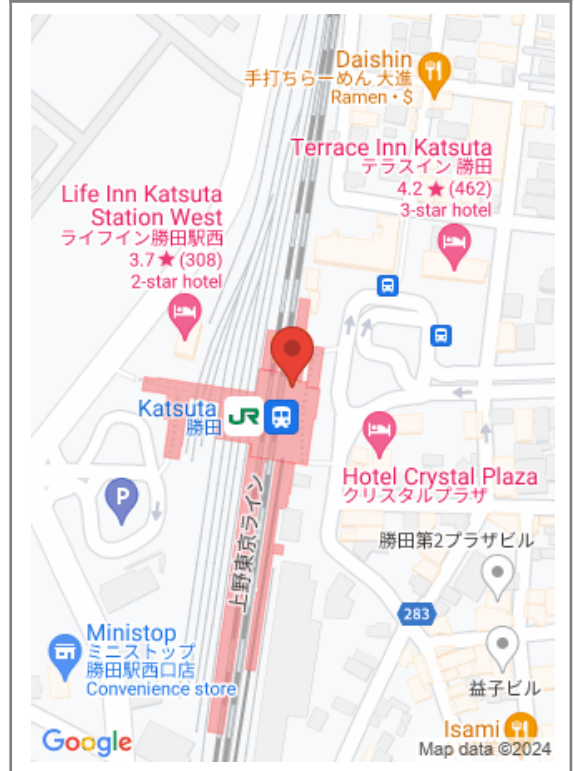 Daishin
手打ちらーめん 大進
Ramen • $
Terrace Inn Katsuta
テラスイン 勝田
4.2 ★ (462)
3-star hotel
Life Inn Katsuta
Station West
ライフイン勝田駅西
3.7 ★ (308)
2-star hotel
Katsuta
勝田
JR
P
Hotel Crystal Plaza
クリスタルプラザ
上野東京ライン
勝田第2プラザビル
283
Ministop
ミニストップ
勝田駅西口店
Convenience store
益子ビル
Isami
Google
Map data ©2024